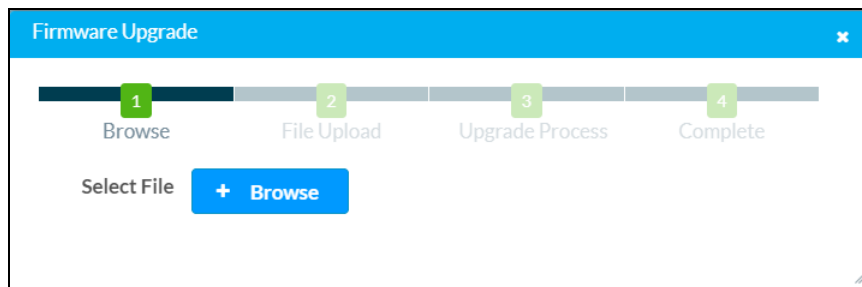 Firmware Upgrade
1 2 3 4
Browse File Upload Upgrade Process Complete
Select File + Browse